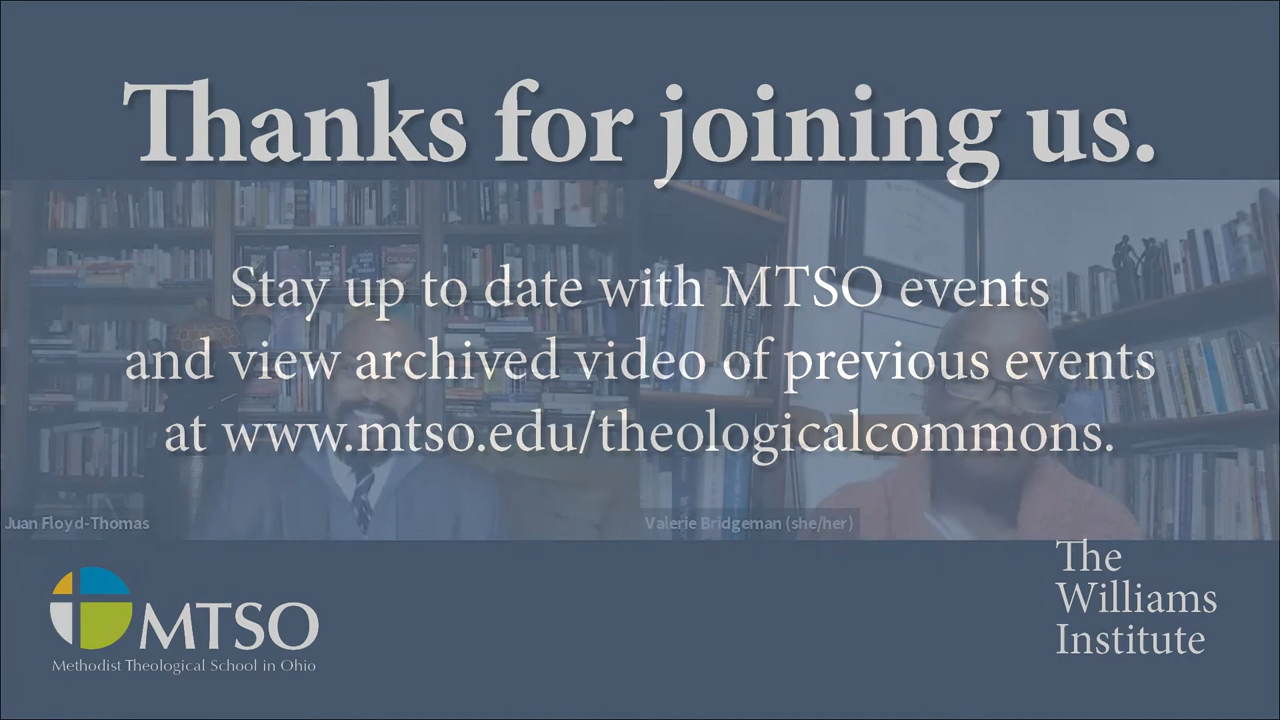 Thanks for joining us.
Stay up to date with MTSO events
and view archived video of previous events
at www.mtso.edu/theologicalcommons.
Juan Floyd-Thomas
Valerie Bridgeman (she/her)
MTSO
Methodist Theological School in Ohio
The
Williams
Institute